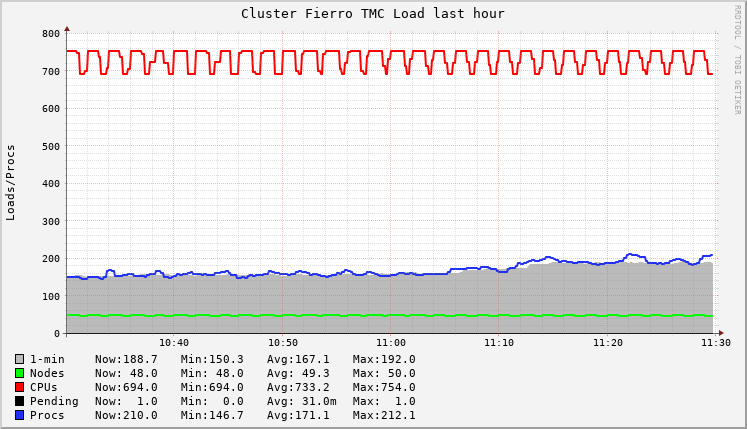 Cluster Fierro TMC Load last hour
RRDTOOL / TOBI OETIKER
Loads/Procs
800
700
600
500
400
300
200
100
0
10:40 10:50 11:00 11:10 11:20 11:30
1-min Now:188.7 Min:150.3 Avg:167.1 Max:192.0
Nodes Now: 48.0 Min: 48.0 Avg: 49.3 Max: 50.0
CPUs Now:694.0 Min:694.0 Avg:733.2 Max:754.0
Pending Now: 1.0 Min: 0.0 Avg: 31.0m Max: 1.0
Procs Now:210.0 Min:146.7 Avg:171.1 Max:212.1